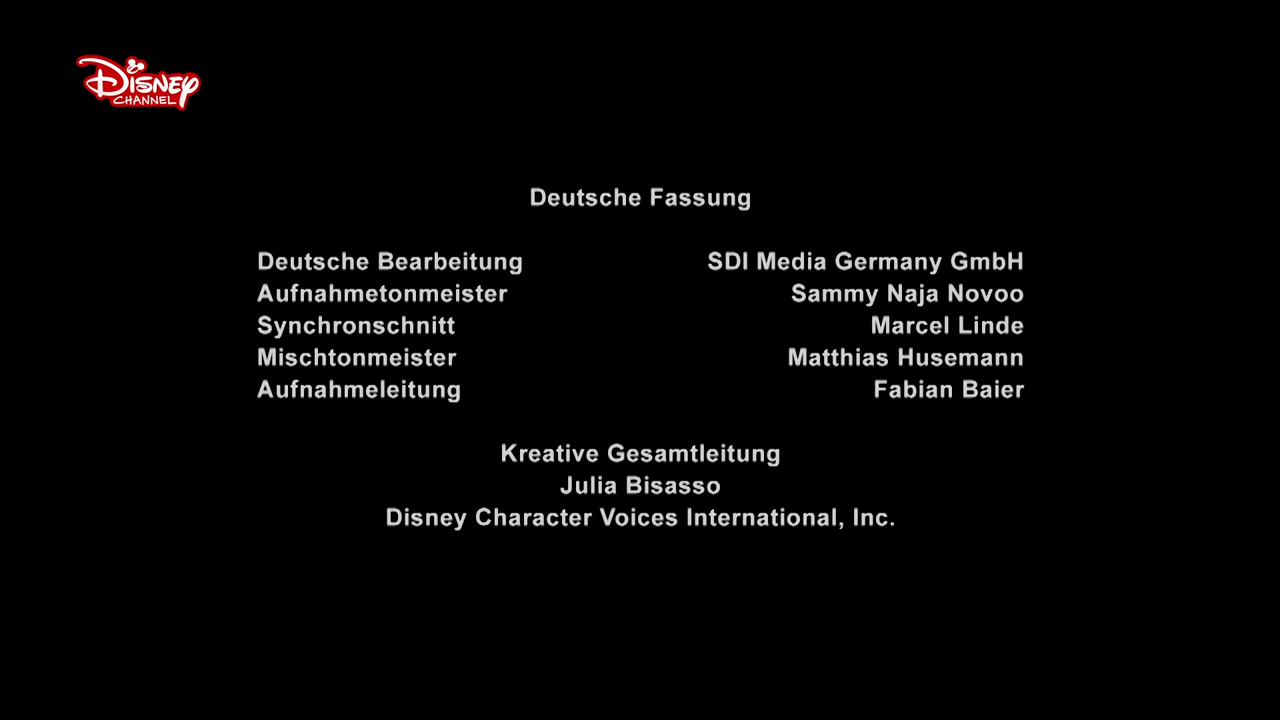 Disney
Channel
Deutsche Fassung
Deutsche Bearbeitung SDI Media Germany GmbH
Aufnahmetonmeister Sammy Naja Novoo
Synchronschnitt Marcel Linde
Mischtonmeister Matthias Husemann
Aufnahmeleitung Fabian Baier
Kreative Gesamtleitung
Julia Bisasso
Disney Character Voices International, Inc.